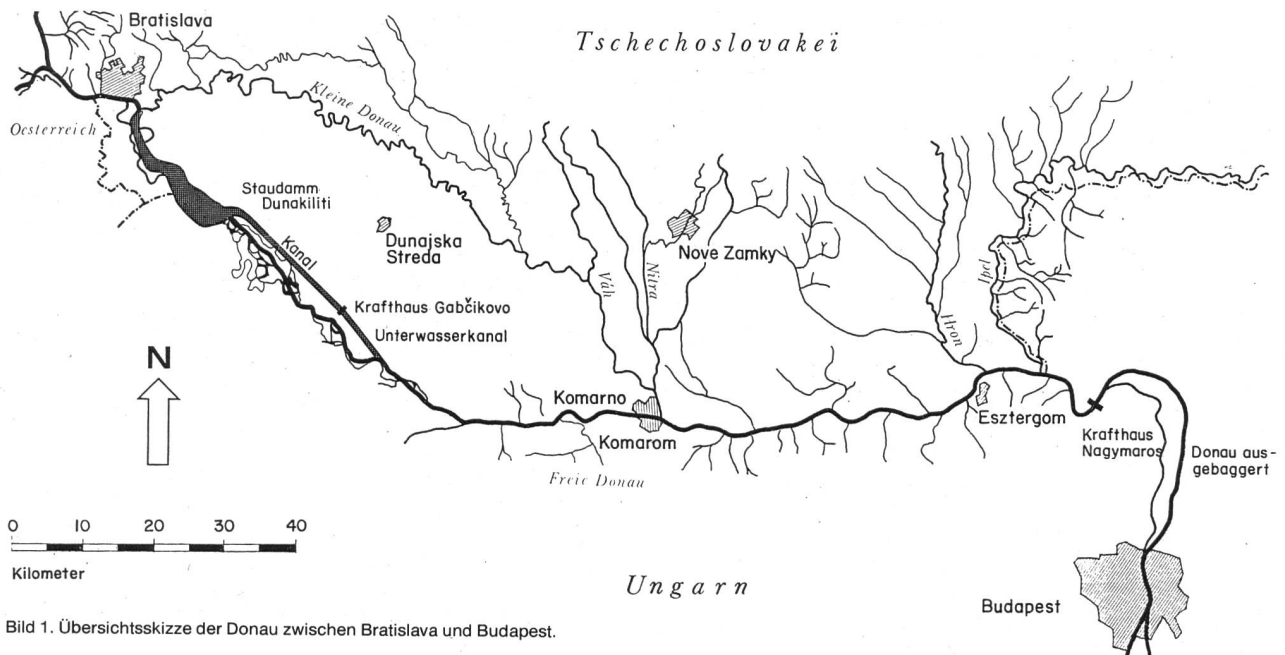 Bratislava
Tschechoslovakeï
Kleine Donau
Oesterreich
Staudamm
Dunakiliti
Kanal
Dunajska
Streda
Nove Zamky
Váh
Nitra
Hron
Ipel
Krafthaus Gabčikovo
Unterwasserkanal
N
Komarno
Komarom
Esztergom
Krafthaus
Nagymaros
Donau aus-
gebaggert
Freie Donau
0 10 20 30 40
Kilometer
Ungarn
Budapest
Bild 1. Übersichtsskizze der Donau zwischen Bratislava und Budapest.